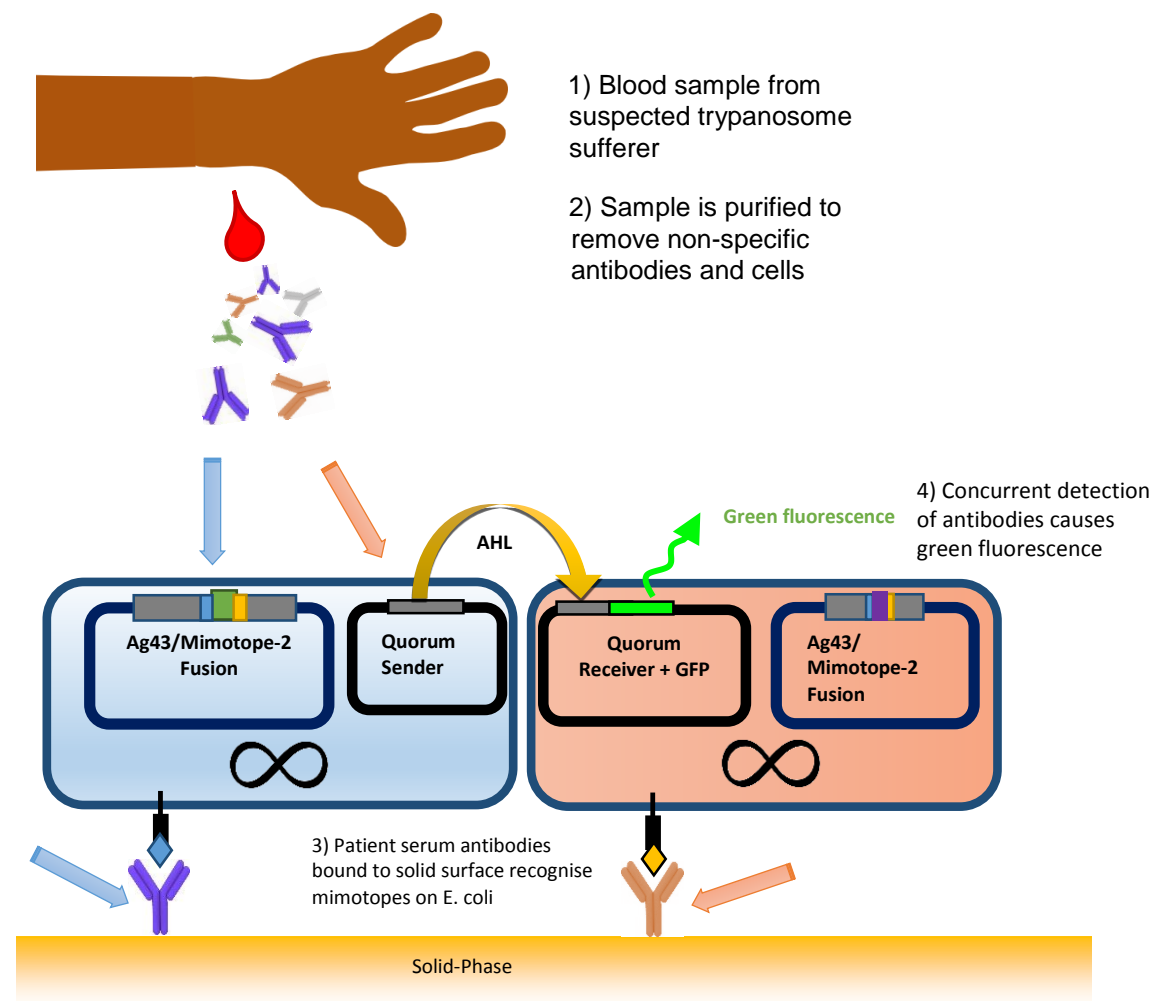 1) Blood sample from
suspected trypanosome
sufferer
2) Sample is purified to
remove non-specific
antibodies and cells
4) Concurrent detection
of antibodies causes
green fluorescence
Green fluorescence
AHL
Ag43/Mimotope-2
Fusion
Quorum
Sender
Quorum
Receiver + GFP
Ag43/
Mimotope-2
Fusion
3) Patient serum antibodies
bound to solid surface recognise
mimotopes on E. coli
Solid-Phase